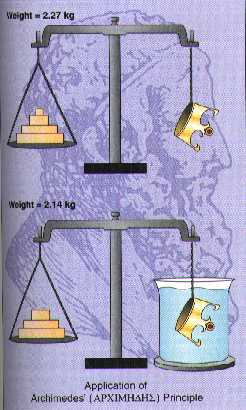 Weight = 2.27 kg
Weight = 2.14 kg
Application of
Archimedes' (ΑΡΧΙΜΗΔΗΣ) Principle